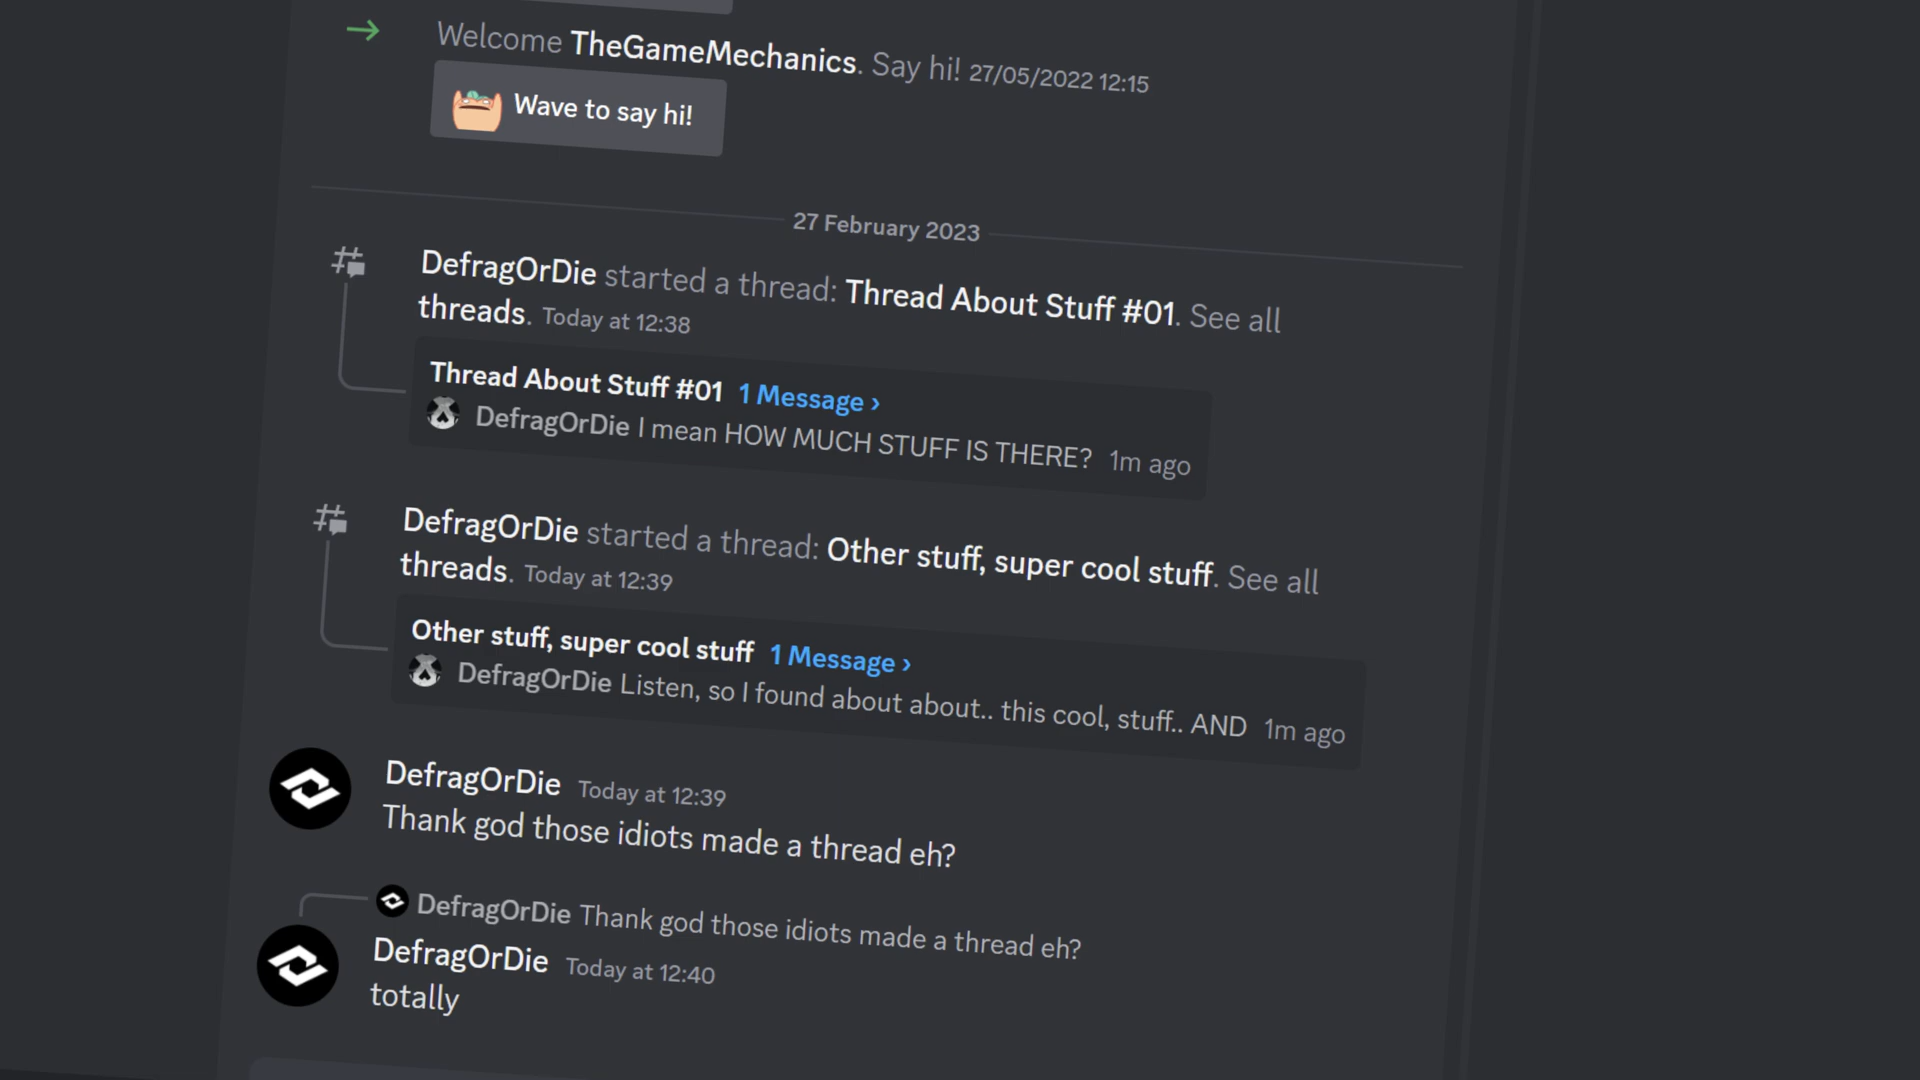 Welcome TheGameMechanics. Say hi! 27/05/2022 12:15
Wave to say hi!
27 February 2023
DefragOrDie started a thread: Thread About Stuff #01. See all
threads. Today at 12:38
Thread About Stuff #01 1 Message ›
DefragOrDie I mean HOW MUCH STUFF IS THERE? 1m ago
DefragOrDie started a thread: Other stuff, super cool stuff. See all
threads. Today at 12:39
Other stuff, super cool stuff 1 Message ›
DefragOrDie Listen, so I found about about.. this cool, stuff.. AND 1m ago
DefragOrDie Today at 12:39
Thank god those idiots made a thread eh?
DefragOrDie Thank god those idiots made a thread eh?
DefragOrDie Today at 12:40
totally